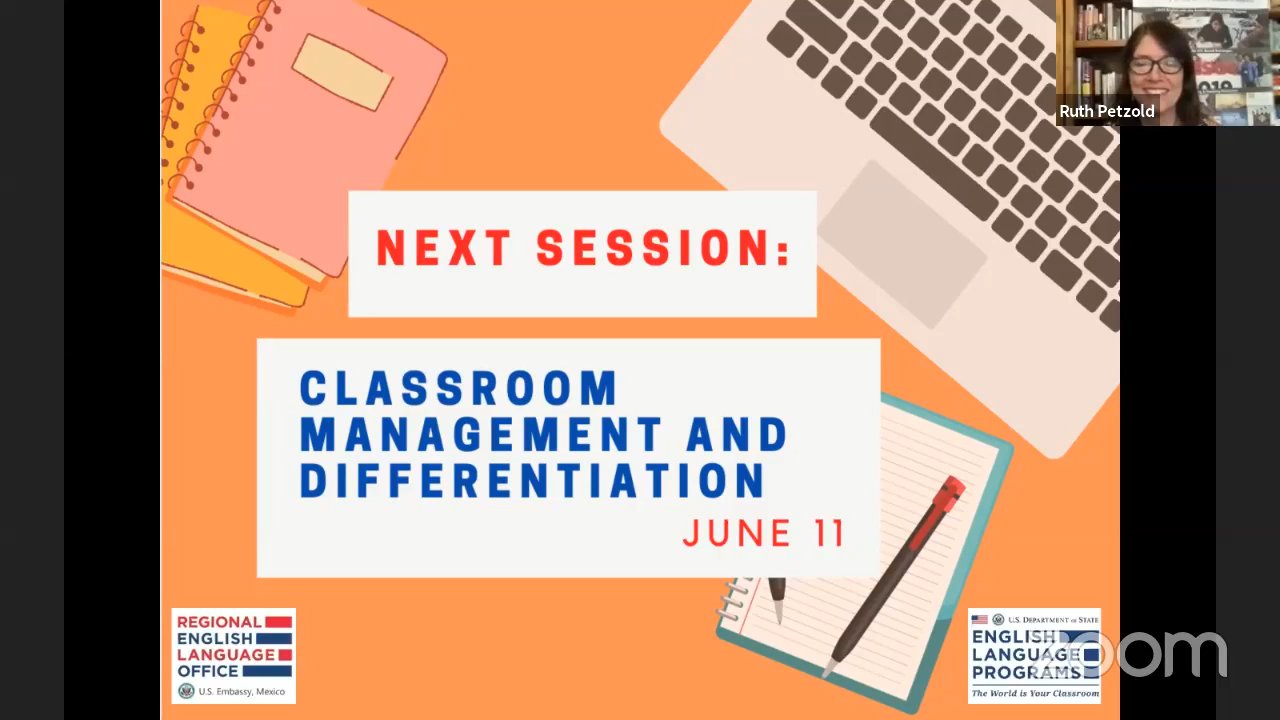 Ruth Petzold
NEXT SESSION:
CLASSROOM
MANAGEMENT AND
DIFFERENTIATION
JUNE 11
REGIONAL
ENGLISH
LANGUAGE
OFFICE
U.S. Embassy, Mexico
U.S. DEPARTMENT OF STATE
ENGLISH
LANGUAGE
PROGRAMS
The World is Your Classroom
zoom